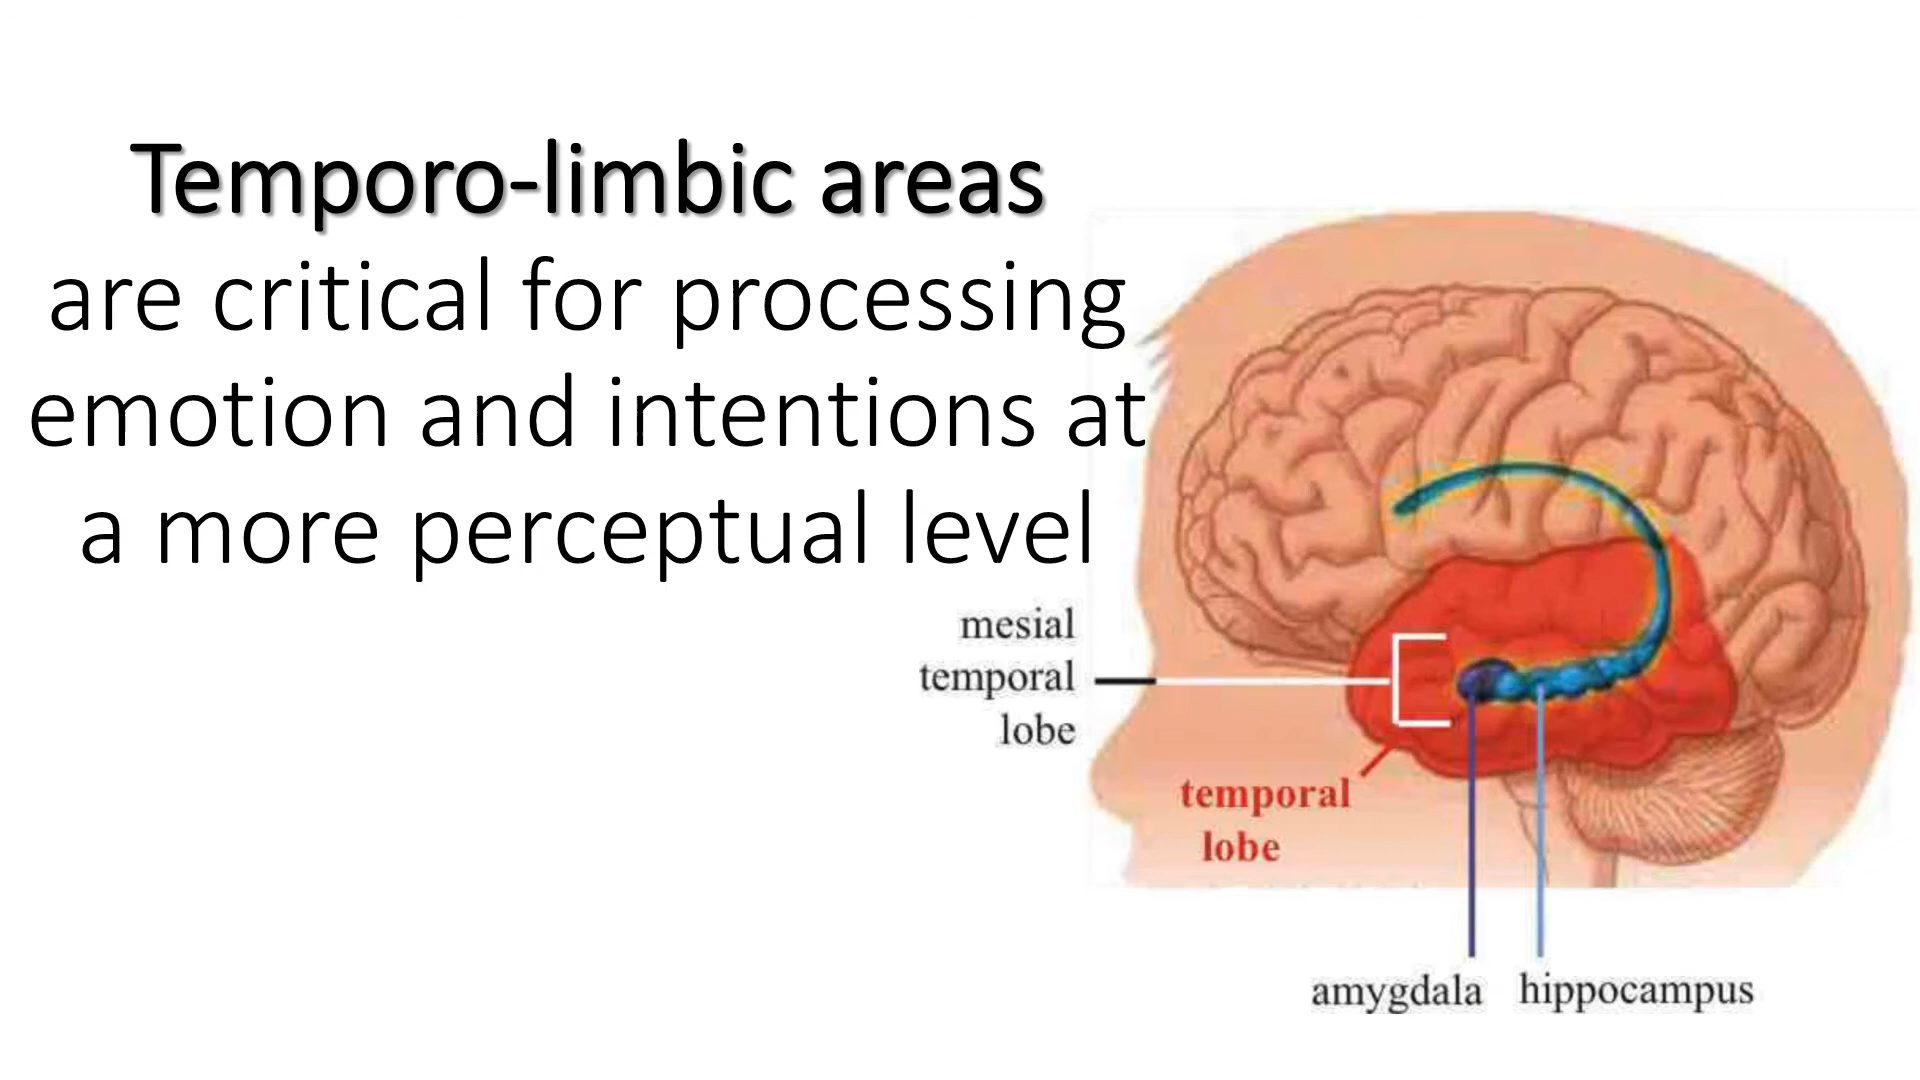 Temporo-limbic areas
are critical for processing
emotion and intentions at
a more perceptual level
mesial
temporal
lobe
temporal
lobe
amygdala
hippocampus